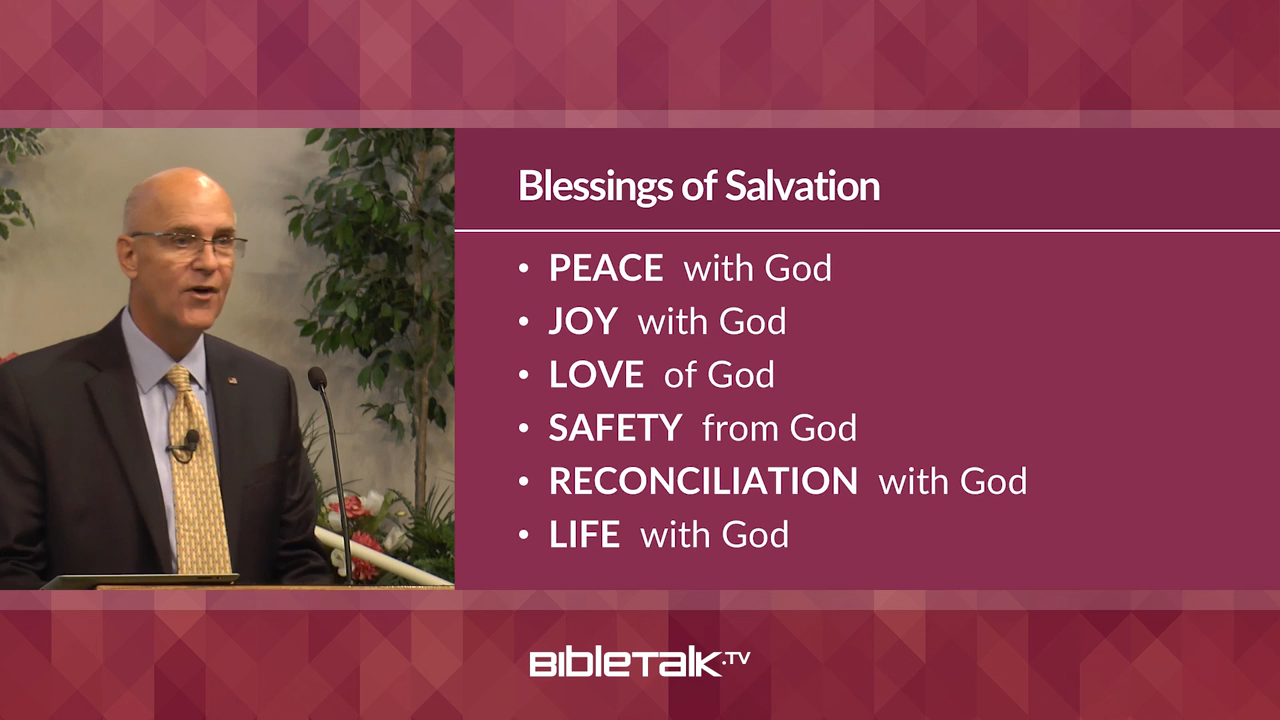 Blessings of Salvation
• PEACE with God
• JOY with God
• LOVE of God
• SAFETY from God
• RECONCILIATION with God
• LIFE with God
BIBLETALK.TV